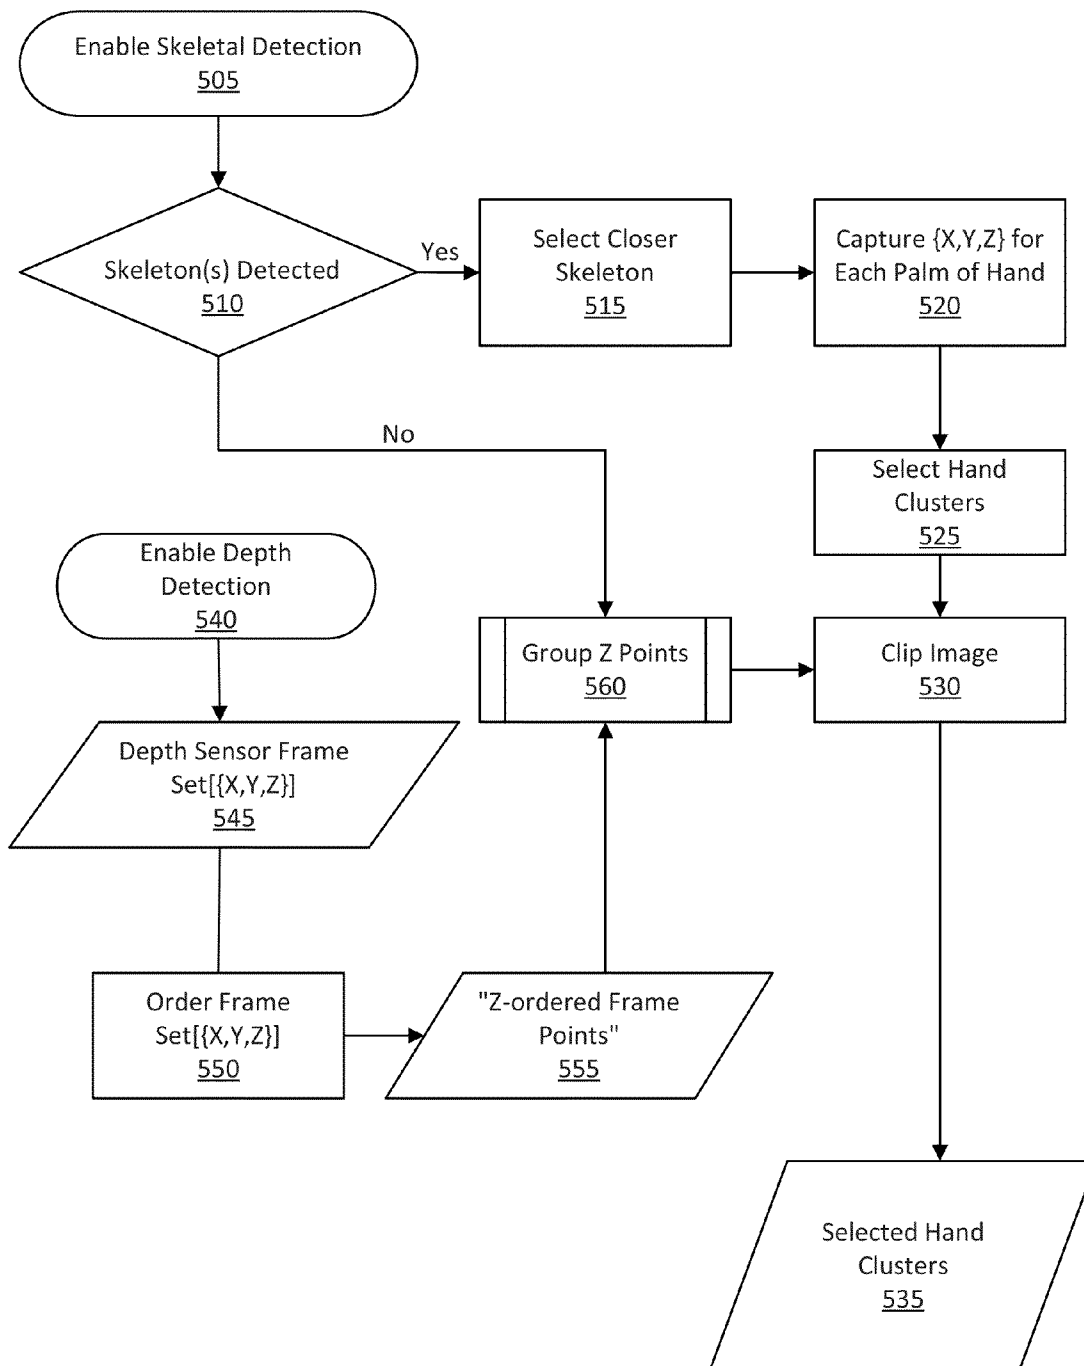 Enable Skeletal Detection
505
Skeleton(s) Detected
510
Yes
Select Closer
Skeleton
515
Capture {X,Y,Z} for
Each Palm of Hand
520
No
Select Hand
Clusters
525
Enable Depth
Detection
540
Group Z Points
560
Clip Image
530
Depth Sensor Frame
Set[{X,Y,Z}]
545
Order Frame
Set[{X,Y,Z}]
550
"Z-ordered Frame
Points"
555
Selected Hand
Clusters
535